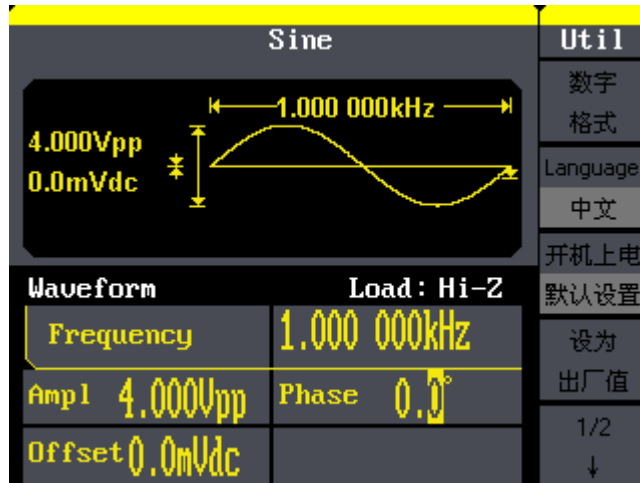 Sine
1.000 000kHz
4.000Vpp
0.0mVdc
Waveform Load: Hi-Z
Frequency 1.000 000kHz
Ampl 4.000Vpp Phase 0.0°
Offset 0.0mVdc
Util
数字
格式
Language
中文
开机上电
默认设置
设为
出厂值
1/2
↓